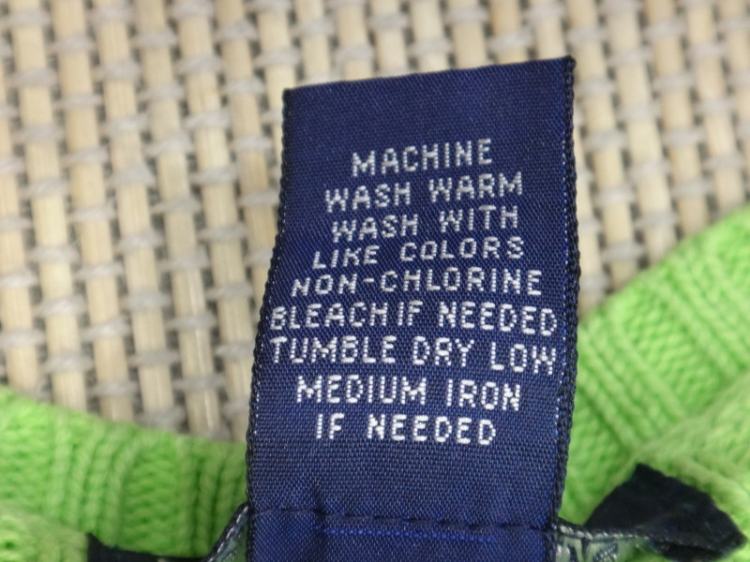 MACHINE
WASH WARM
WASH WITH
LIKE COLORS
NON-CHLORINE
BLEACH IF NEEDED
TUMBLE DRY LOW
MEDIUM IRON
IF NEEDED